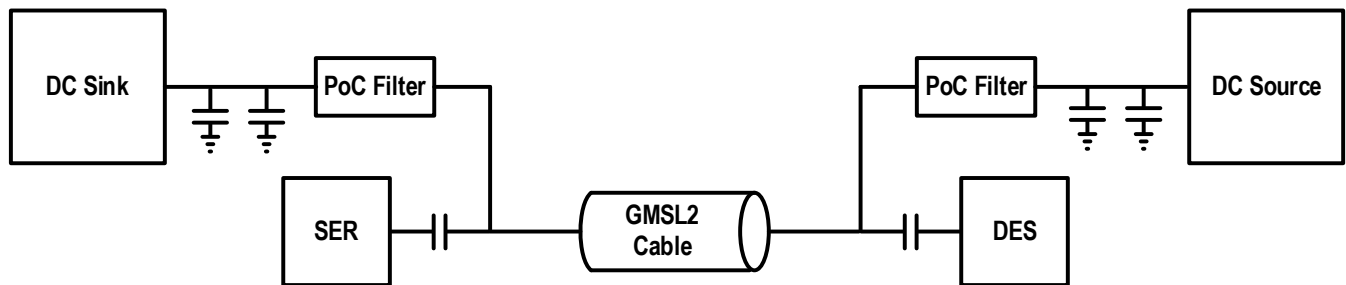 DC Sink
PoC Filter
PoC Filter
DC Source
SER
GMSL2
Cable
DES